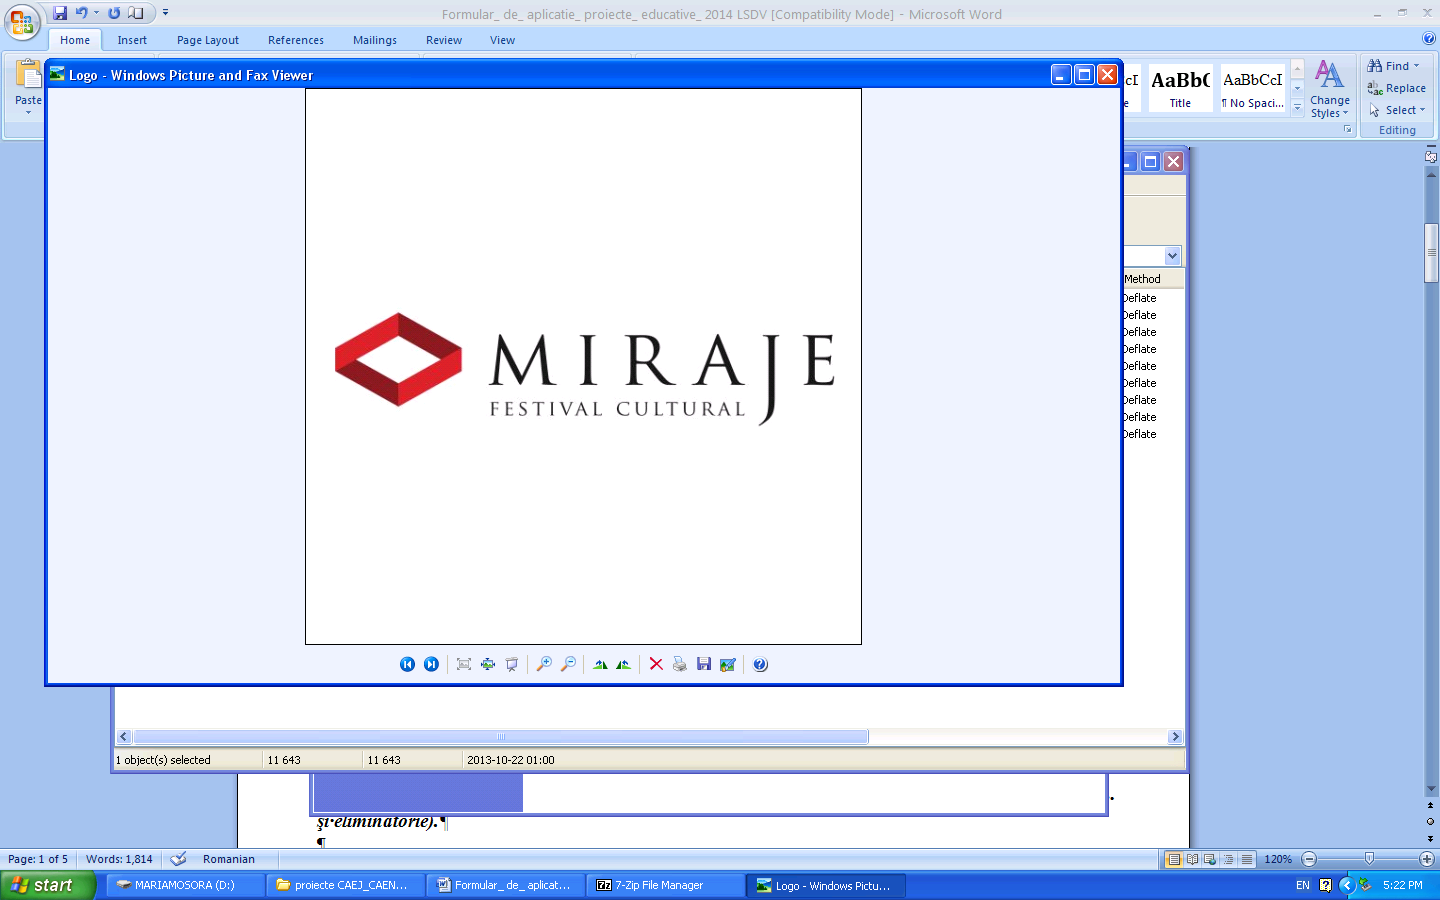 Formular_ de_ aplicatie_ proiecte_ educative_ 2014 LSDV [Compatibility Mode] - Microsoft Word
Home Insert Page Layout References Mailings Review View
Paste
Logo - Windows Picture and Fax Viewer
AaBbC AaBbCcI
Title ¶ No Spaci...
Change Styles
Find
Replace
Select
Editing
MIRAJE
FESTIVAL CULTURAL
Method
Deflate
Deflate
Deflate
Deflate
Deflate
Deflate
Deflate
Deflate
Deflate
1 object(s) selected 11 643 11 643 2013-10-22 01:00
şi·eliminatorie).¶
¶
Page: 1 of 5 Words: 1,814 Romanian 120%
start MARIAMOSORA (D:) proiecte CAEJ_CAEN... Formular_ de_ aplicat... 7-Zip File Manager Logo - Windows Pictu... EN 5:22 PM